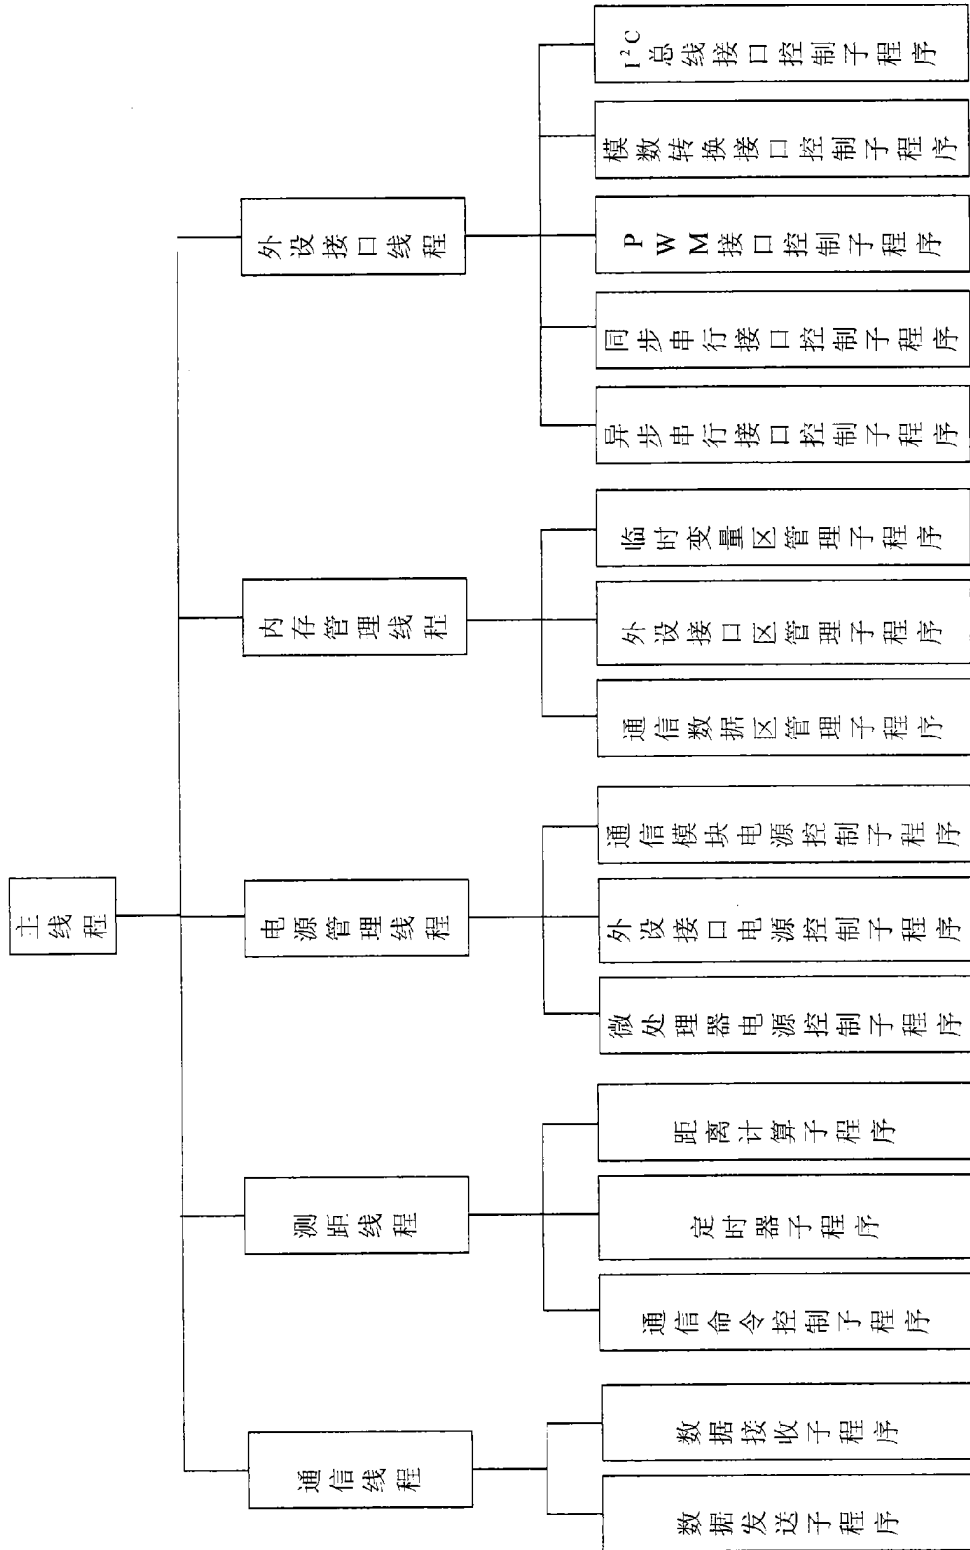 主线程
通信线程
测距线程
电源管理线程
内存管理线程
外设接口线程
数据发送子程序
数据接收子程序
通信命令控制子程序
定时器子程序
距离计算子程序
微处理器电源控制子程序
外设接口电源控制子程序
通信模块电源控制子程序
通信数据区管理子程序
外设接口区管理子程序
临时变量区管理子程序
异步串行接口控制子程序
同步串行接口控制子程序
PWM接口控制子程序
模数转换接口控制子程序
I²C总线接口控制子程序